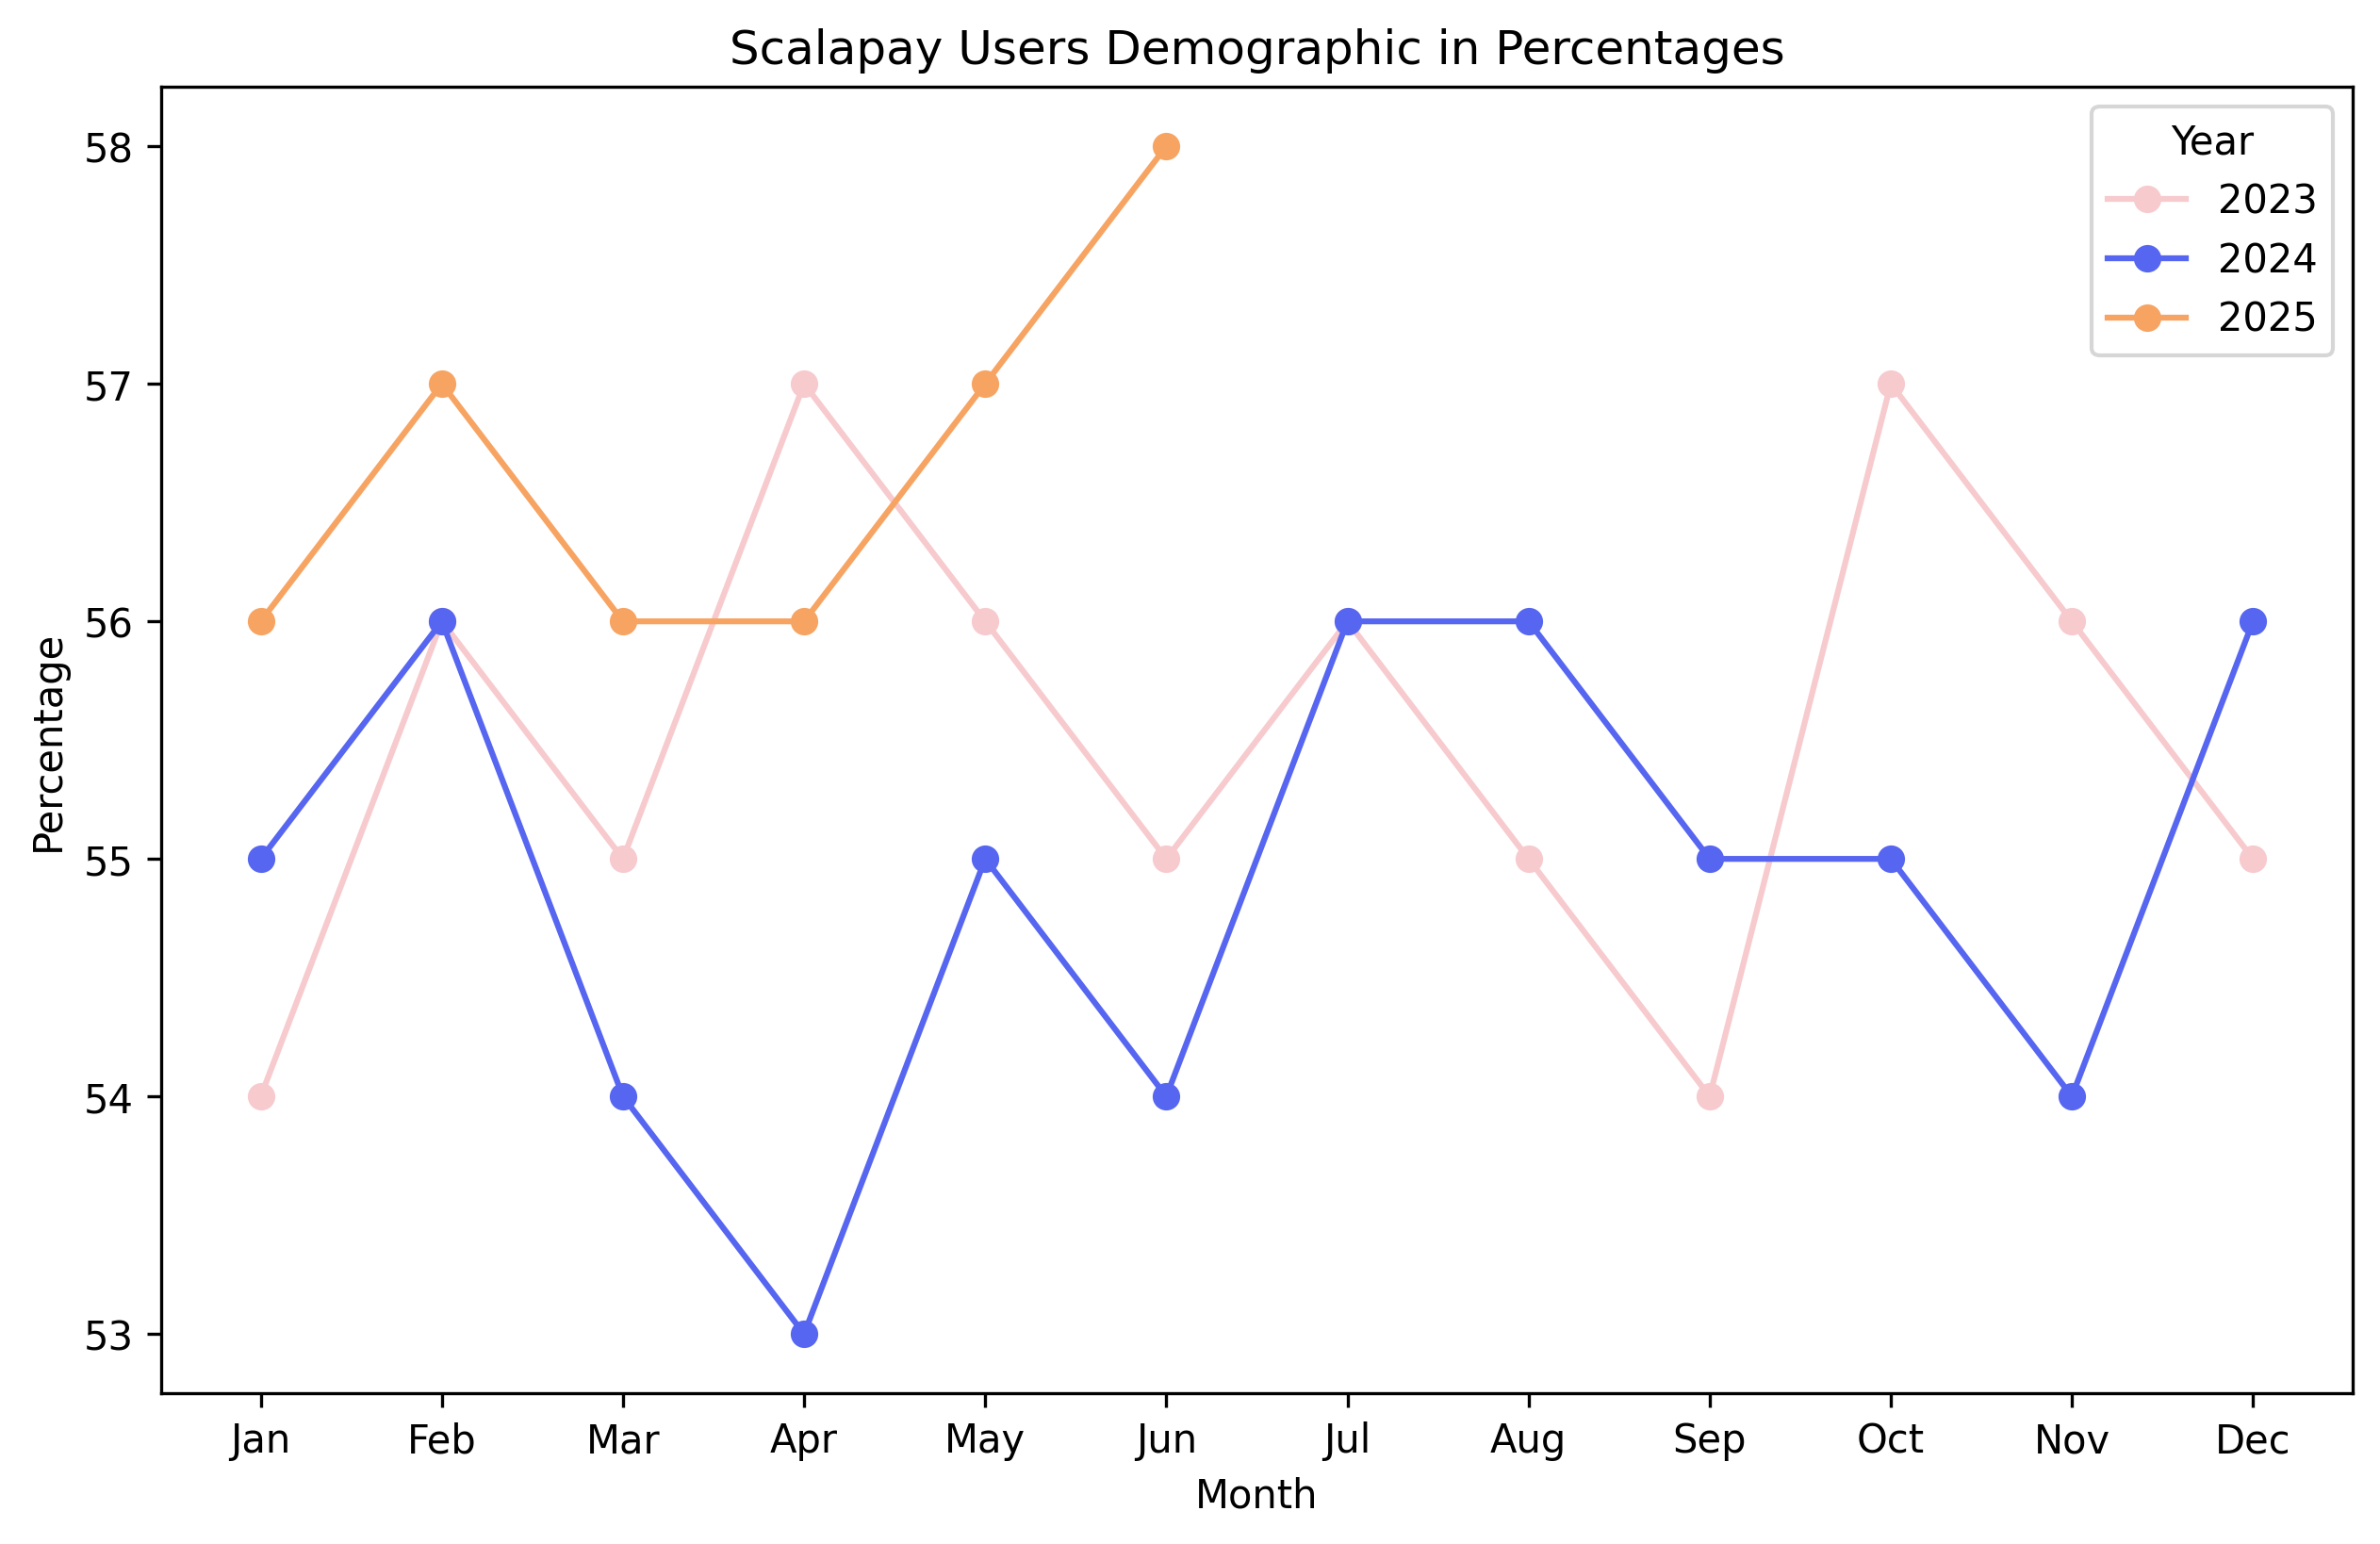 Scalapay Users Demographic in Percentages
Year
2023
2024
2025
58
57
56
55
54
53
Percentage
Jan Feb Mar Apr May Jun Jul Aug Sep Oct Nov Dec
Month